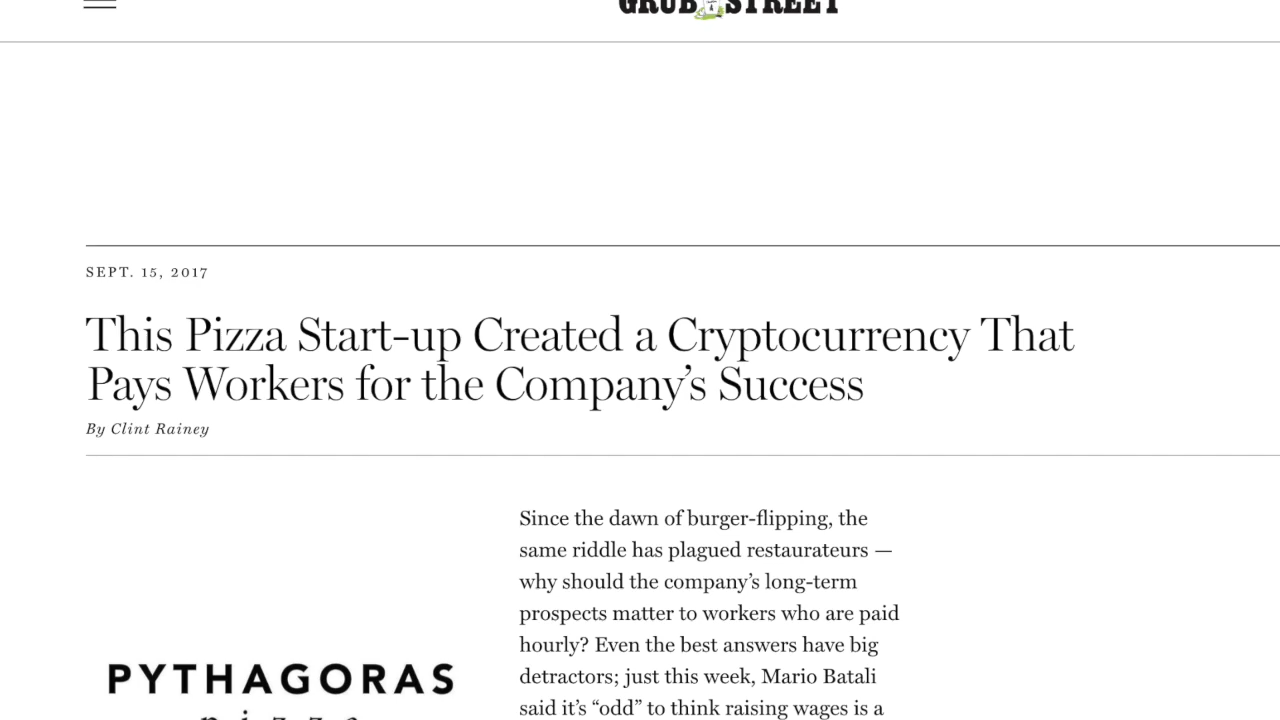 GRUB STREET
SEPT. 15, 2017
This Pizza Start-up Created a Cryptocurrency That
Pays Workers for the Company’s Success
By Clint Rainey
Since the dawn of burger-flipping, the
same riddle has plagued restaurateurs —
why should the company’s long-term
prospects matter to workers who are paid
hourly? Even the best answers have big
detractors; just this week, Mario Batali
said it’s “odd” to think raising wages is a
PYTHAGORAS
pizza